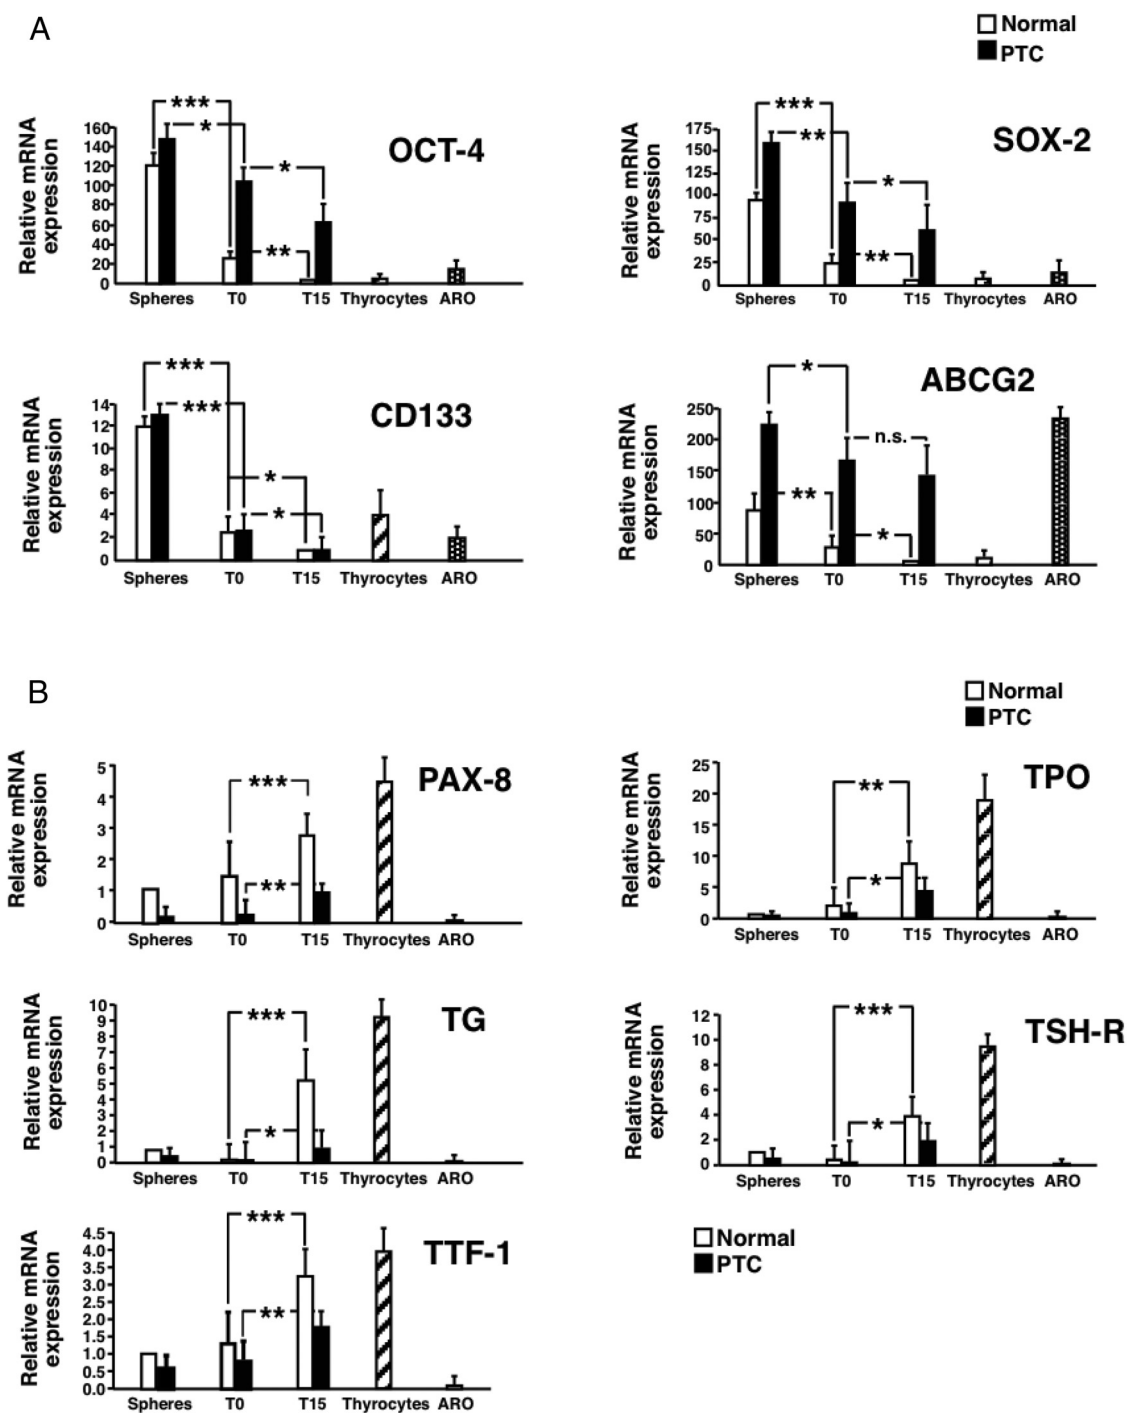 A
Normal
PTC
OCT-4
Relative mRNA
expression
160
140
120
100
80
60
40
20
0
***
*
*
**
Spheres T0 T15 Thyrocytes ARO
SOX-2
Relative mRNA
expression
175
150
125
100
75
50
25
0
***
**
*
**
Spheres T0 T15 Thyrocytes ARO
CD133
Relative mRNA
expression
14
12
10
8
6
4
2
0
***
***
*
*
Spheres T0 T15 Thyrocytes ARO
ABCG2
Relative mRNA
expression
250
200
150
100
50
0
*
n.s.
**
*
Spheres T0 T15 Thyrocytes ARO
B
Normal
PTC
PAX-8
Relative mRNA
expression
5
4
3
2
1
0
***
**
Spheres T0 T15 Thyrocytes ARO
TPO
Relative mRNA
expression
25
20
15
10
5
0
**
*
Spheres T0 T15 Thyrocytes ARO
TG
Relative mRNA
expression
10
9
8
7
6
5
4
3
2
1
0
***
*
Spheres T0 T15 Thyrocytes ARO
TSH-R
Relative mRNA
expression
12
10
8
6
4
2
0
***
*
Spheres T0 T15 Thyrocytes ARO
TTF-1
Relative mRNA
expression
4.5
4.0
3.5
3.0
2.5
2.0
1.5
1.0
0.5
0.0
***
**
Spheres T0 T15 Thyrocytes ARO
Normal
PTC